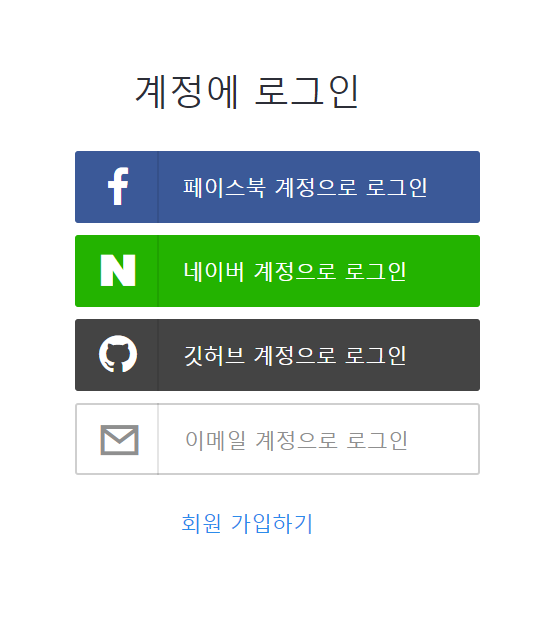 계정에 로그인
페이스북 계정으로 로그인
네이버 계정으로 로그인
깃허브 계정으로 로그인
이메일 계정으로 로그인
회원 가입하기